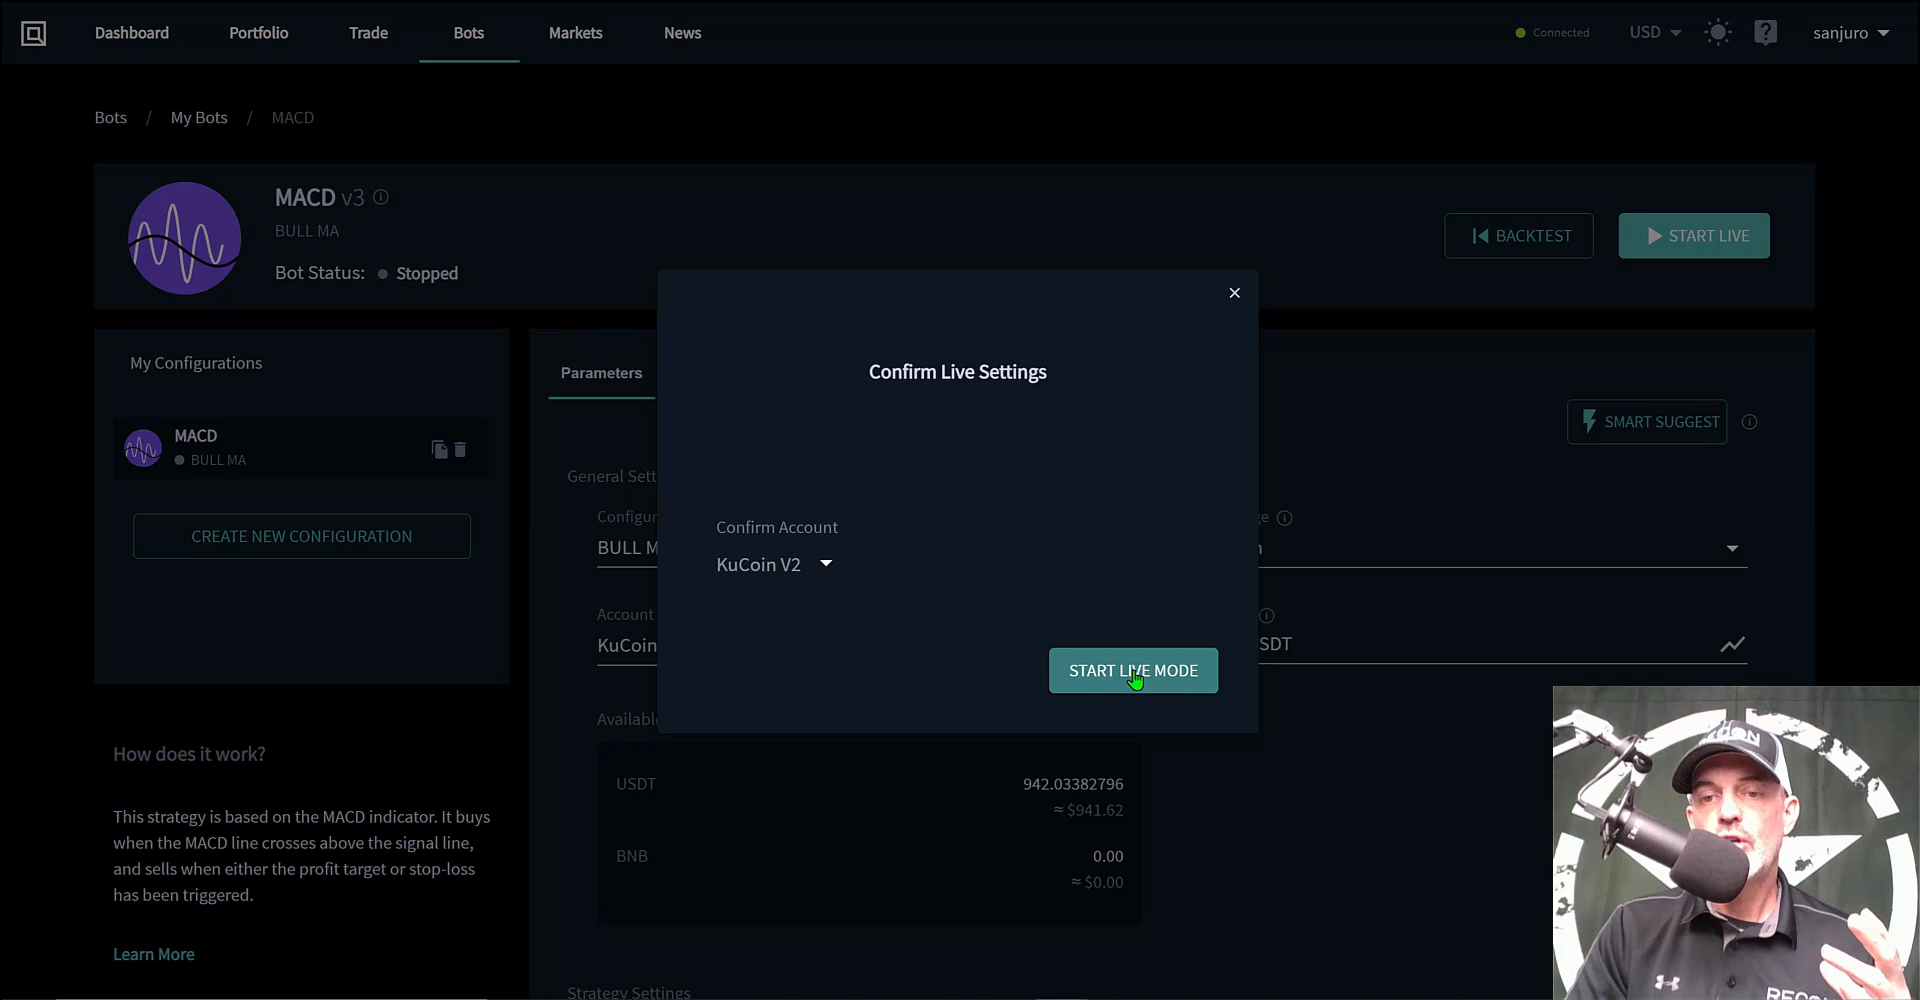 Dashboard
Portfolio
Trade
Bots
Markets
News
Connected
USD
?
sanjuro
Bots / My Bots / MACD
MACD v3
BULL MA
Bot Status: Stopped
BACKTEST
START LIVE
My Configurations
MACD
BULL MA
CREATE NEW CONFIGURATION
How does it work?
This strategy is based on the MACD indicator. It buys
when the MACD line crosses above the signal line,
and sells when either the profit target or stop-loss
has been triggered.
Learn More
Parameters
SMART SUGGEST
General Sett
Configur
BULL M
Account
KuCoin
SDT
Availabl
USDT
942.03382796
≈ $941.62
BNB
0.00
≈ $0.00
Strategy Settings
Confirm Live Settings
Confirm Account
KuCoin V2
START LIVE MODE